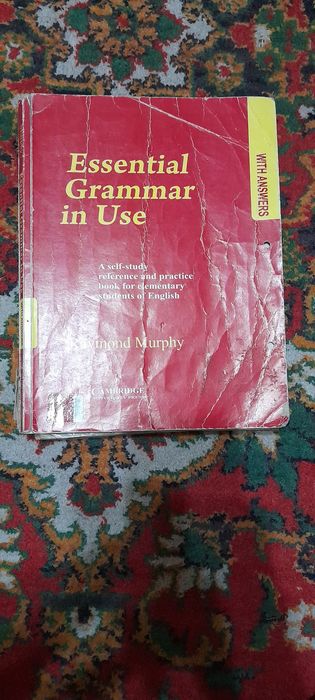 WITH ANSWERS
Essential
Grammar
in Use
A self-study
reference and practice
book for elementary
students of English
Raymond Murphy
CAMBRIDGE